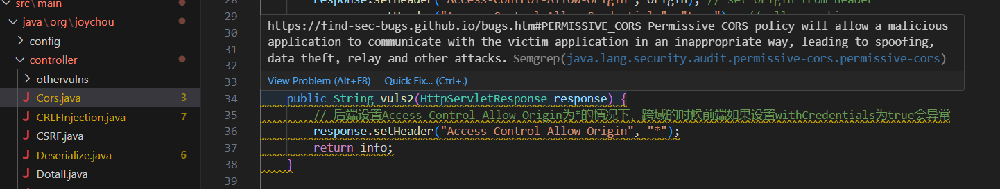 src\main
java\org\joychou
config
controller
othervulns
Cors.java 3
CRLFInjection.java 7
CSRF.java
Deserialize.java 6
Dotall.java
28 response.setHeader("Access-Control-Allow-Origin", origin); // set origin from header
29
30
31
32
33
https://find-sec-bugs.github.io/bugs.htm#PERMISSIVE_CORS Permissive CORS policy will allow a malicious
application to communicate with the victim application in an inappropriate way, leading to spoofing,
data theft, relay and other attacks. Semgrep(java.lang.security.audit.permissive-cors.permissive-cors)
View Problem (Alt+F8) Quick Fix... (Ctrl+.)
34 public String vuls2(HttpServletResponse response) {
35 // 后端设置Access-Control-Allow-Origin为*的情况下，跨域的时候前端如果设置withCredentials为true会异常
36 response.setHeader("Access-Control-Allow-Origin", "*");
37 return info;
38 }
39